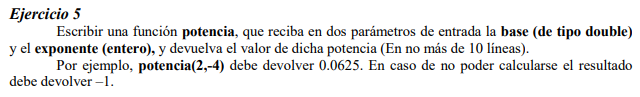 Ejercicio 5
Escribir una función potencia, que reciba en dos parámetros de entrada la base (de tipo double)
y el exponente (entero), y devuelva el valor de dicha potencia (En no más de 10 líneas).
Por ejemplo, potencia(2,-4) debe devolver 0.0625. En caso de no poder calcularse el resultado
debe devolver –1.